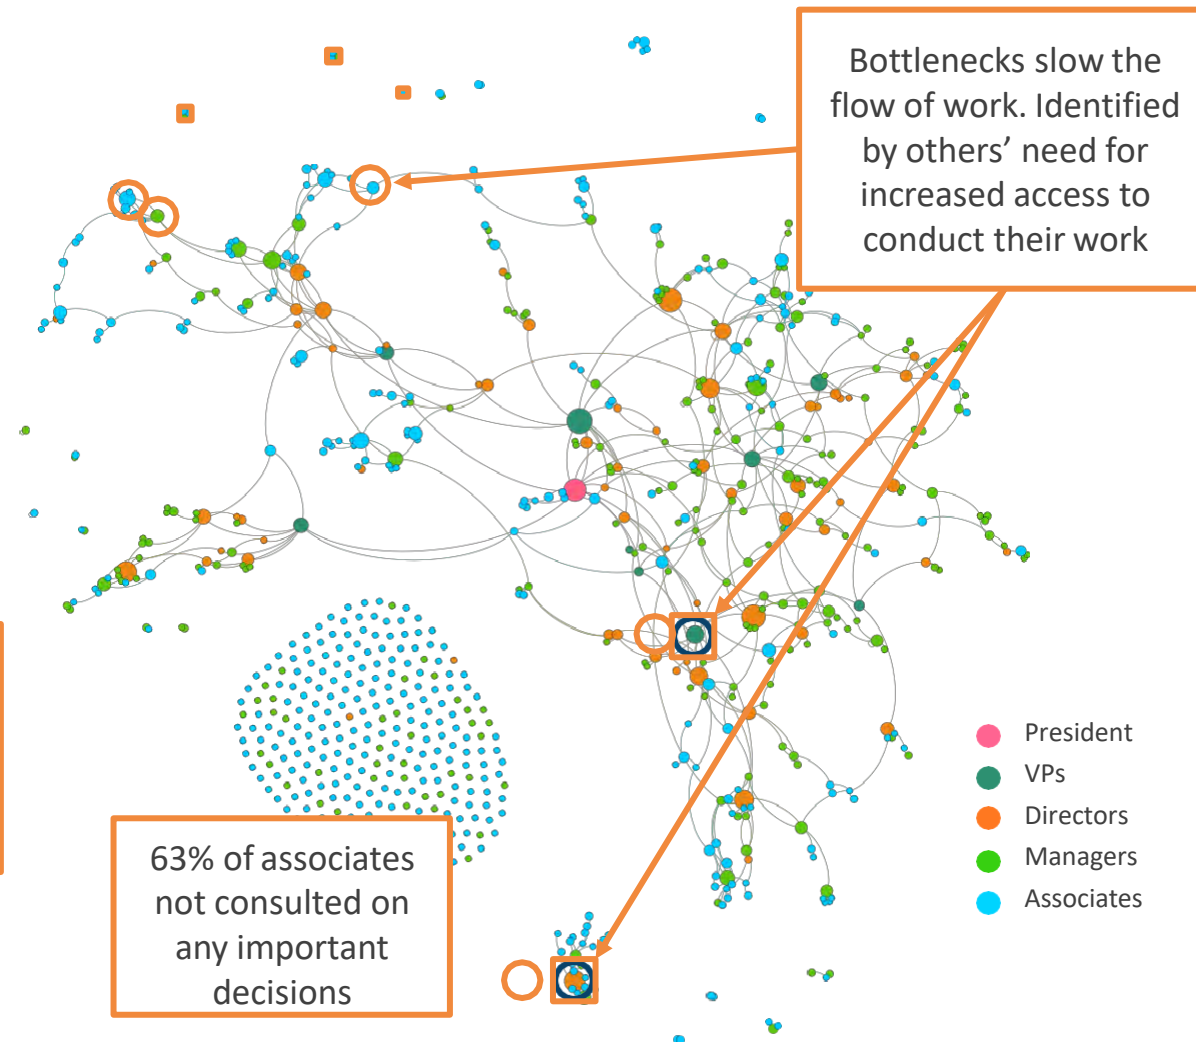 Bottlenecks slow the
flow of work. Identified
by others’ need for
increased access to
conduct their work
President
VPs
Directors
Managers
Associates
63% of associates
not consulted on
any important
decisions